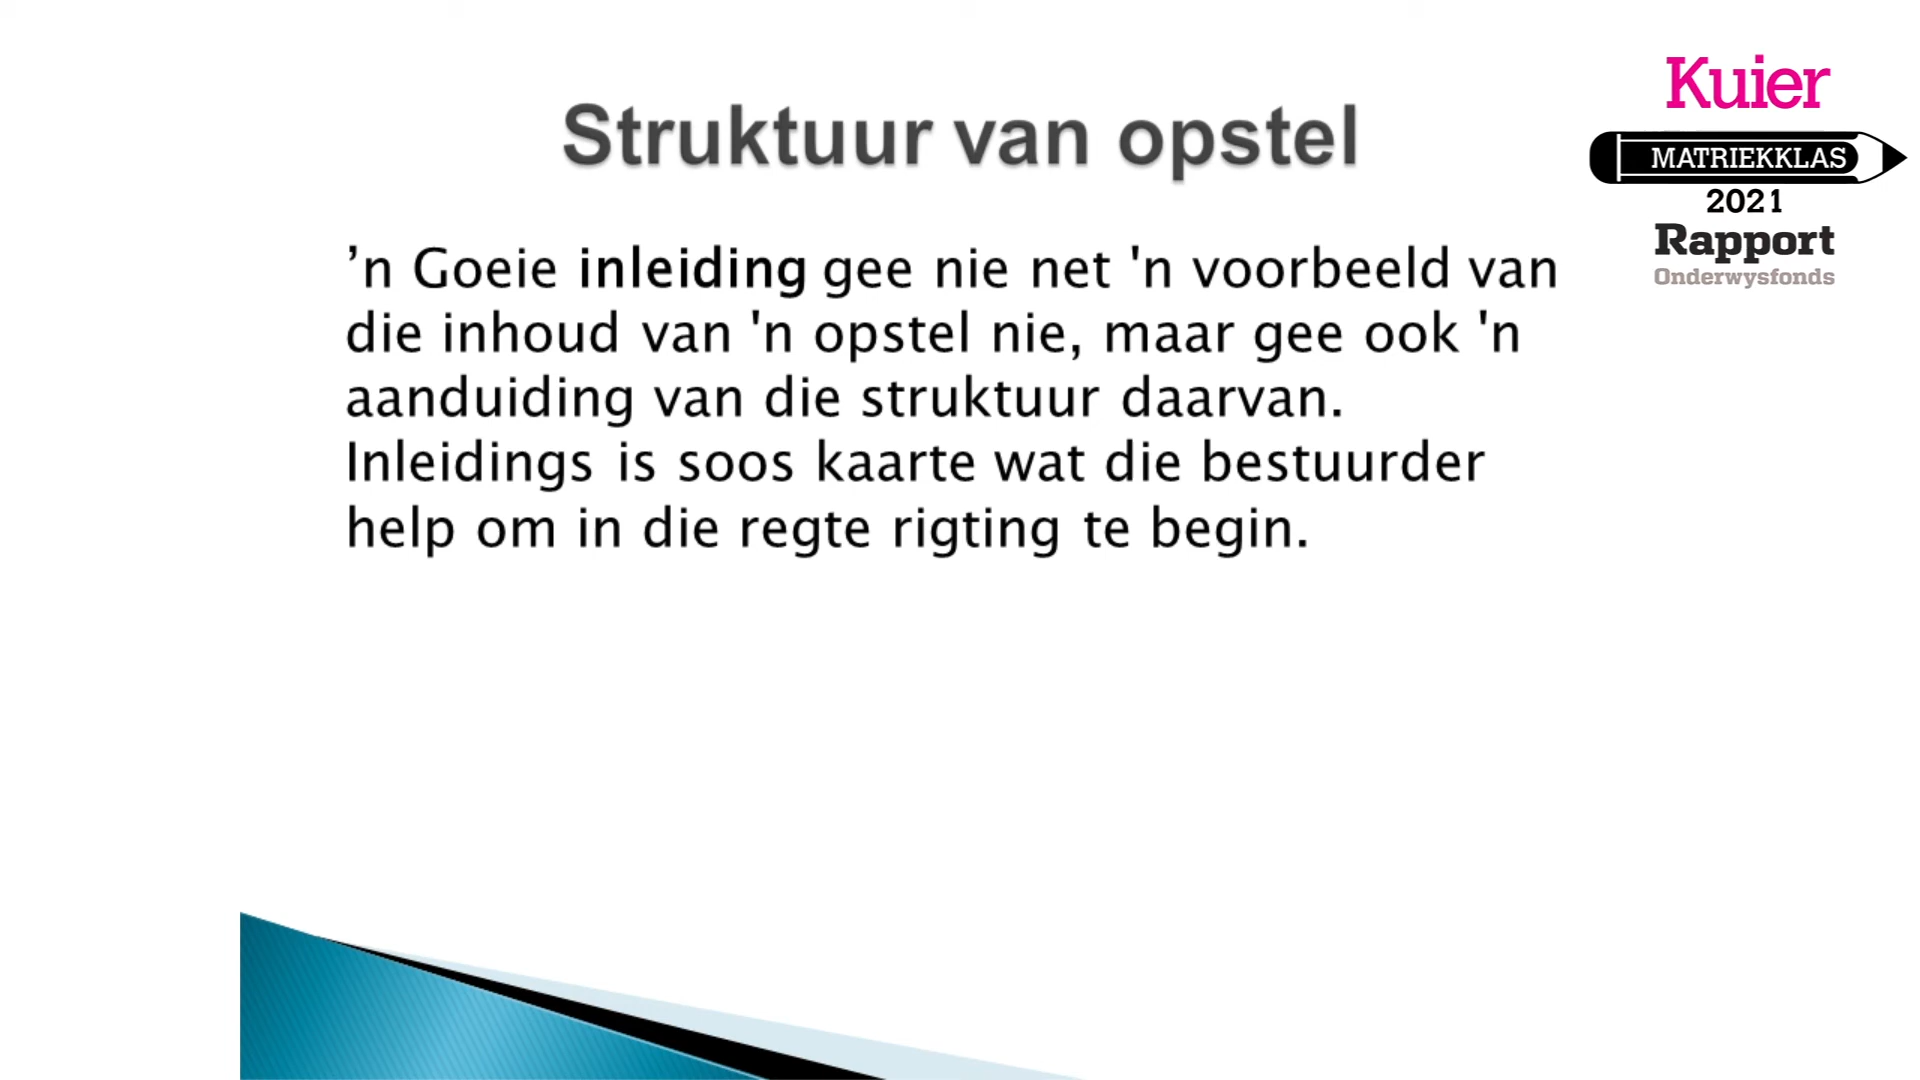 Struktuur van opstel
’n Goeie inleiding gee nie net 'n voorbeeld van
die inhoud van 'n opstel nie, maar gee ook 'n
aanduiding van die struktuur daarvan.
Inleidings is soos kaarte wat die bestuurder
help om in die regte rigting te begin.
Kuier
MATRIEKKLAS
2021
Rapport
Onderwysfonds